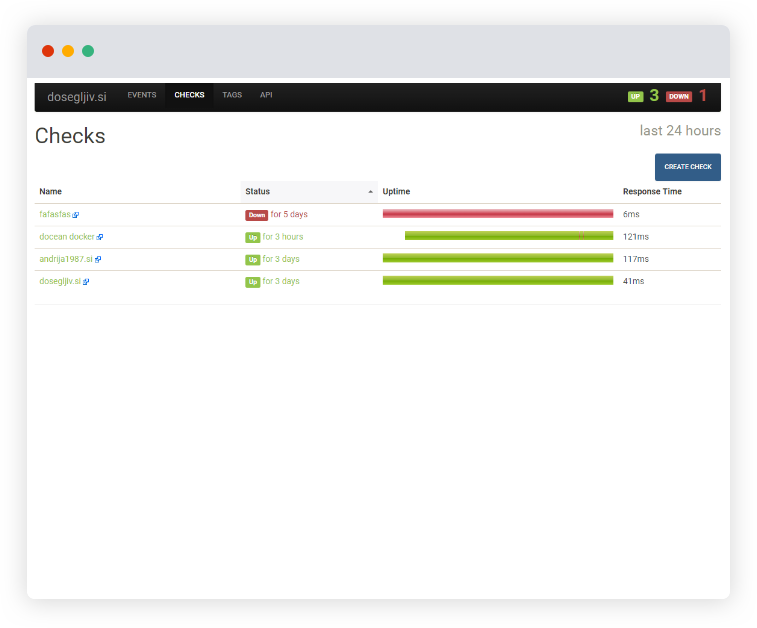 dosegljiv.si EVENTS CHECKS TAGS API UP 3 DOWN 1
Checks last 24 hours
CREATE CHECK
Name Status Uptime Response Time
fafasfas Down for 5 days 6ms
docean docker Up for 3 hours 121ms
andrija1987.si Up for 3 days 117ms
dosegljiv.si Up for 3 days 41ms